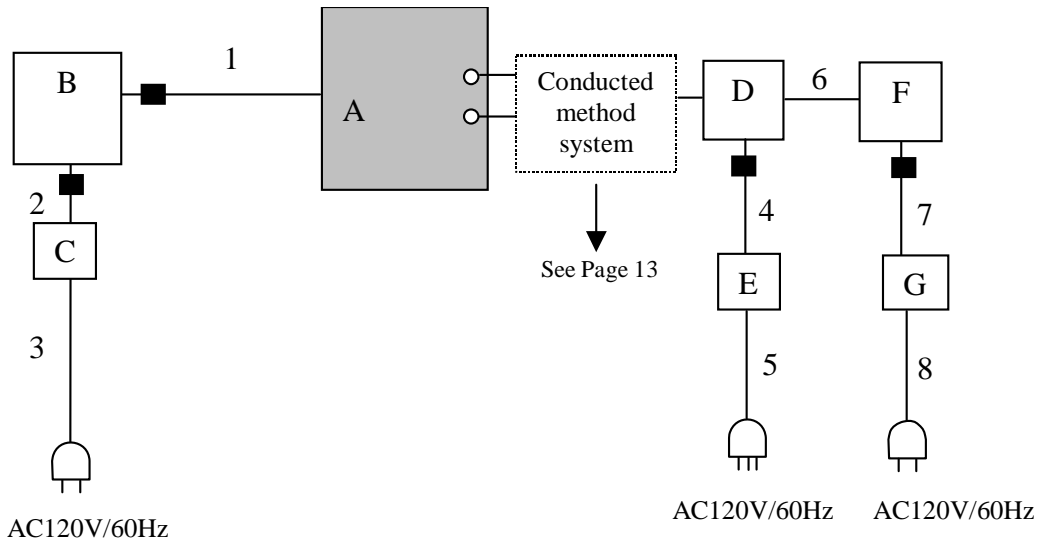 B
1
A
Conducted
method
system
D
6
F
2
C
See Page 13
4
E
7
G
3
5
8
AC120V/60Hz
AC120V/60Hz
AC120V/60Hz